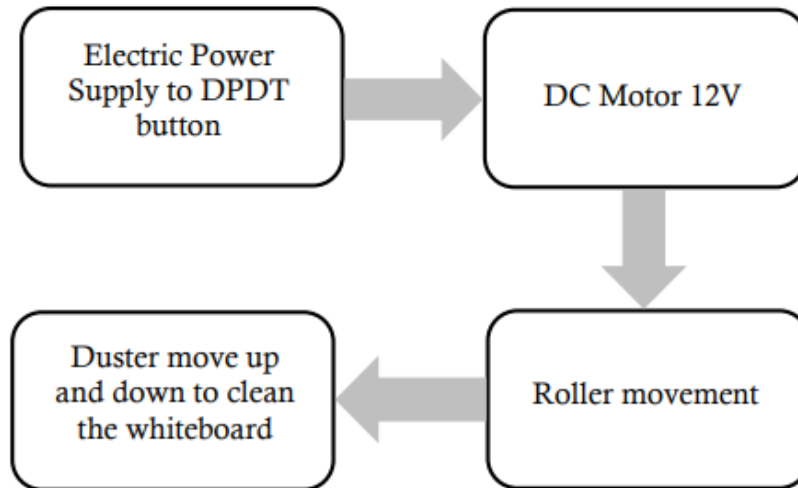 Electric Power
Supply to DPDT
button
DC Motor 12V
Roller movement
Duster move up
and down to clean
the whiteboard